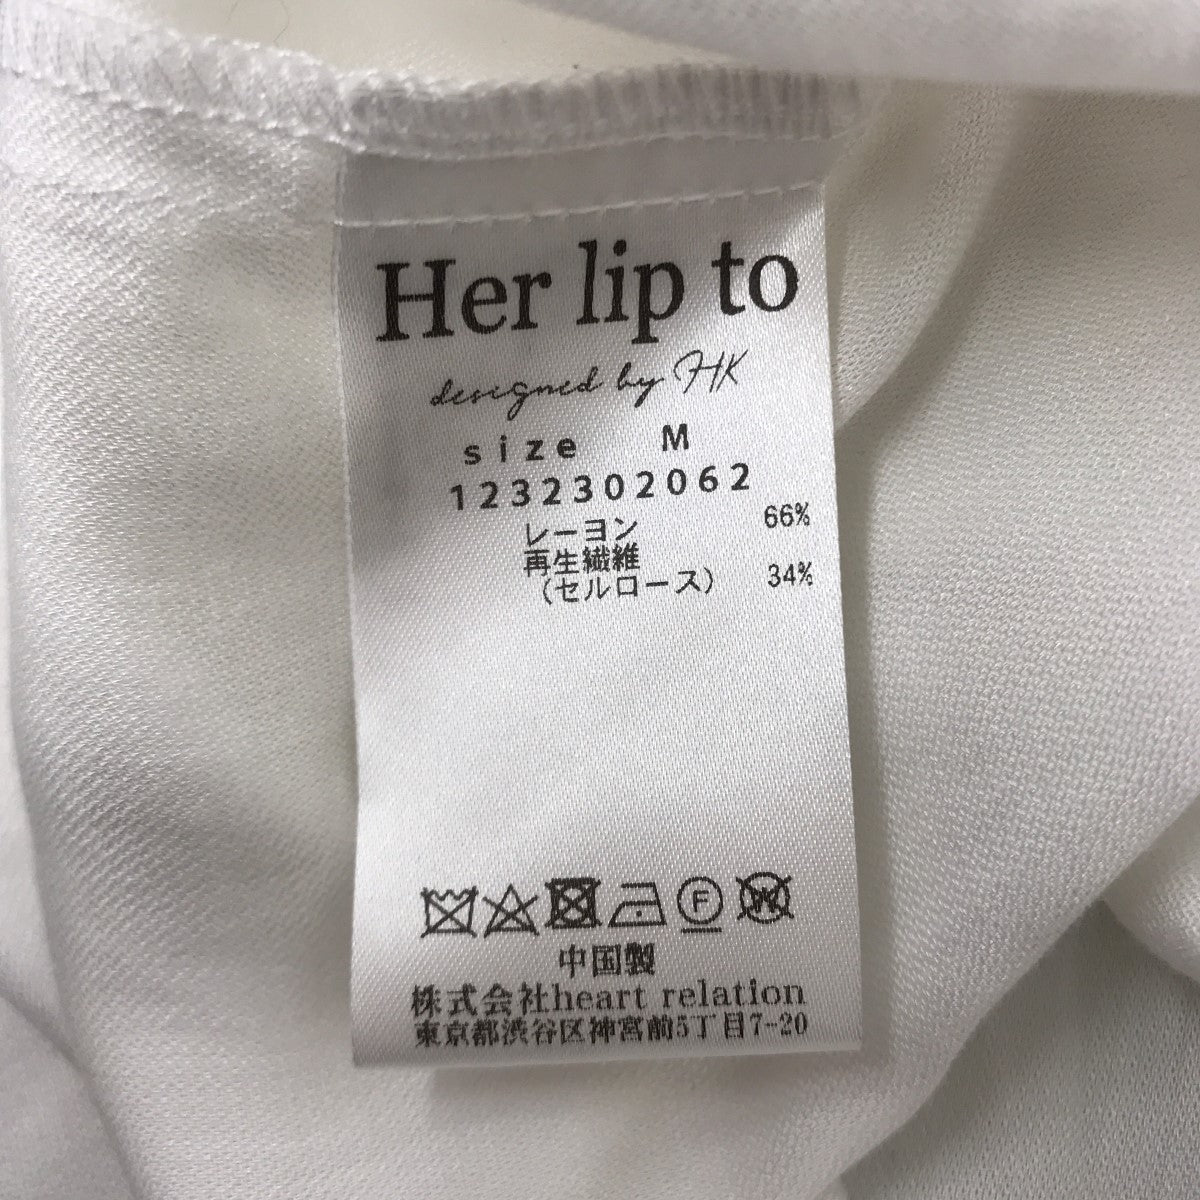 Her lip to
designed by HK
size M
1232302062
レーヨン 66%
再生繊維
(セルロース) 34%
F W
中国製
株式会社heart relation
東京都渋谷区神宮前5丁目7-20